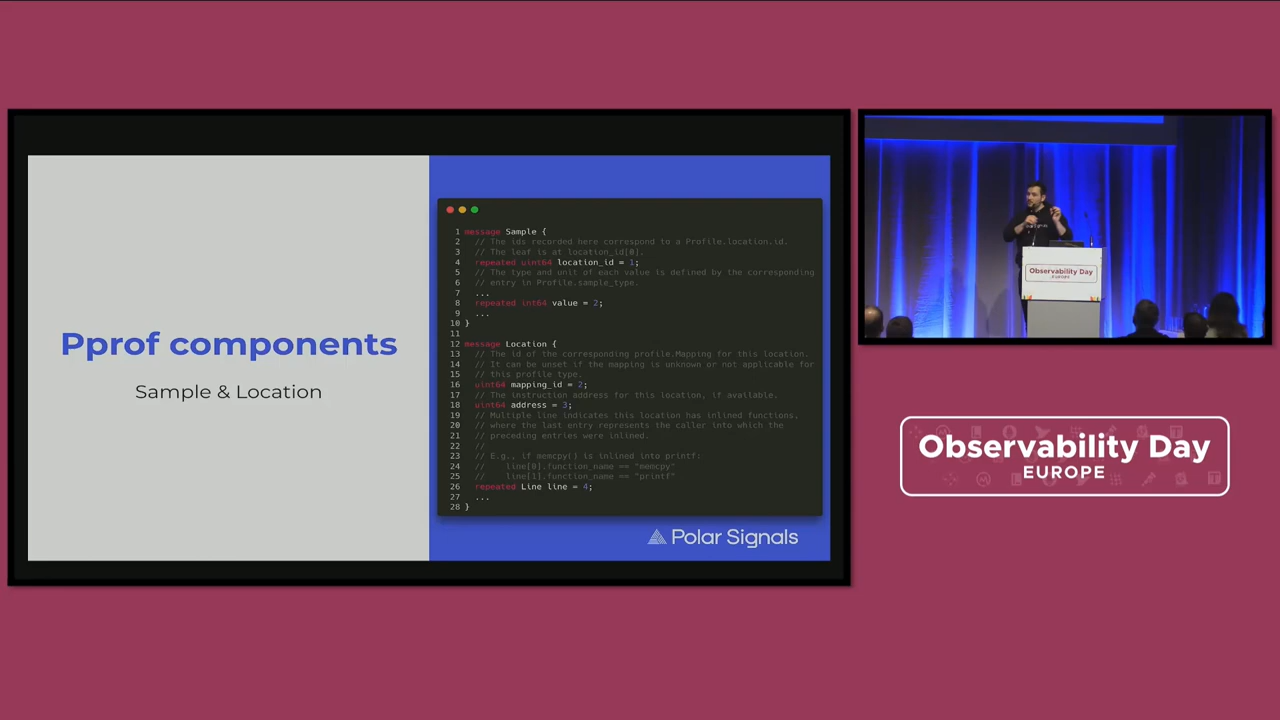 Pprof components
Sample & Location
1 message Sample {
2 // The ids recorded here correspond to a Profile.location.id.
3 // The leaf is at location_id[0].
4 repeated uint64 location_id = 1;
5 // The type and unit of each value is defined by the corresponding
6 // entry in Profile.sample_type.
7 ...
8 repeated int64 value = 2;
9 ...
10 }
11
12 message Location {
13 // The id of the corresponding profile.Mapping for this location.
14 // It can be unset if the mapping is unknown or not applicable for
15 // this profile type.
16 uint64 mapping_id = 2;
17 // The instruction address for this location, if available.
18 uint64 address = 3;
19 // Multiple line indicates this location has inlined functions,
20 // where the last entry represents the caller into which the
21 // preceding entries were inlined.
22 //
23 // E.g., if memcpy() is inlined into printf:
24 // line[0].function_name == "memcpy"
25 // line[1].function_name == "printf"
26 repeated Line line = 4;
27 ...
28 }
Polar Signals
Observability Day
EUROPE
Observability Day
EUROPE